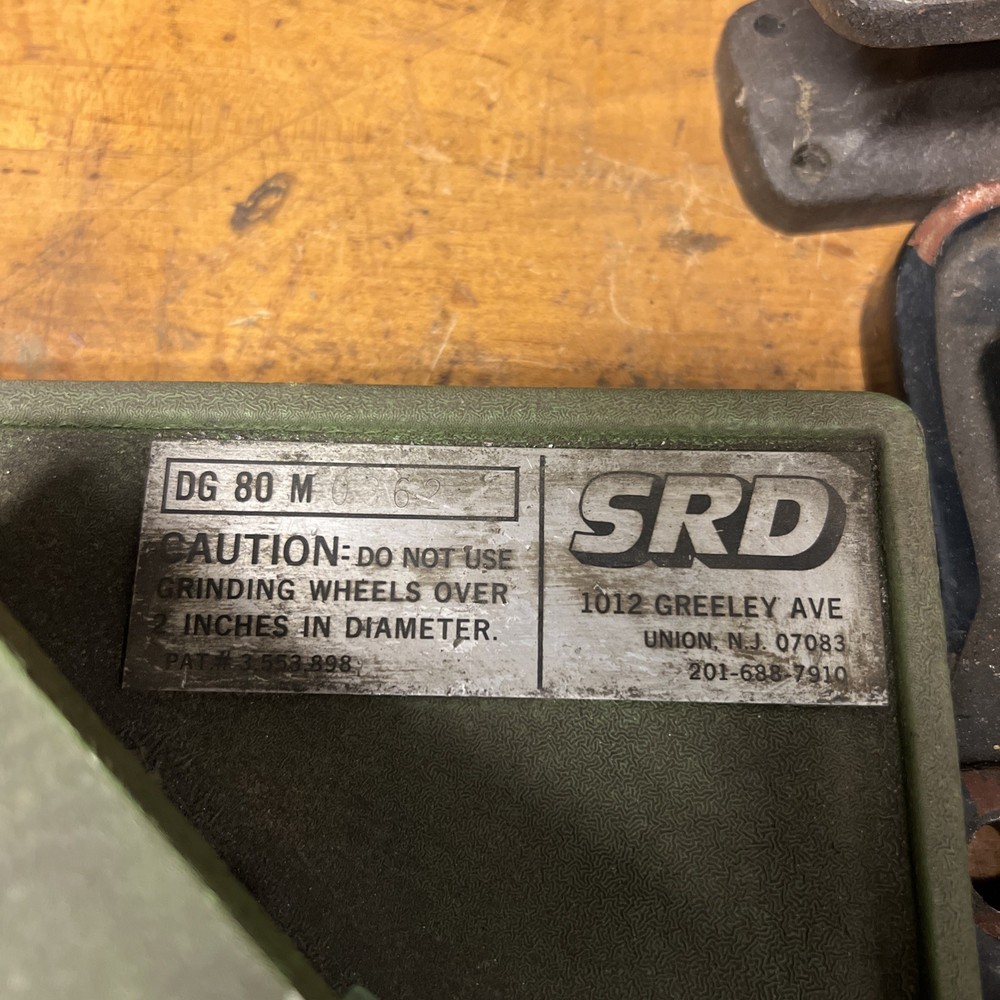 DG 80 M
CAUTION: DO NOT USE
GRINDING WHEELS OVER
2 INCHES IN DIAMETER.
PAT.# 3,553,898
SRD
1012 GREELEY AVE
UNION, N.J. 07083
201-688-7910